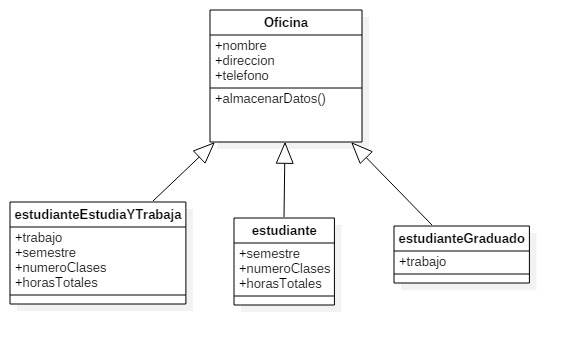 Oficina
+nombre
+direccion
+telefono
+almacenarDatos()
estudianteEstudiaYTrabaja
+trabajo
+semestre
+numeroClases
+horasTotales
estudiante
+semestre
+numeroClases
+horasTotales
estudianteGraduado
+trabajo